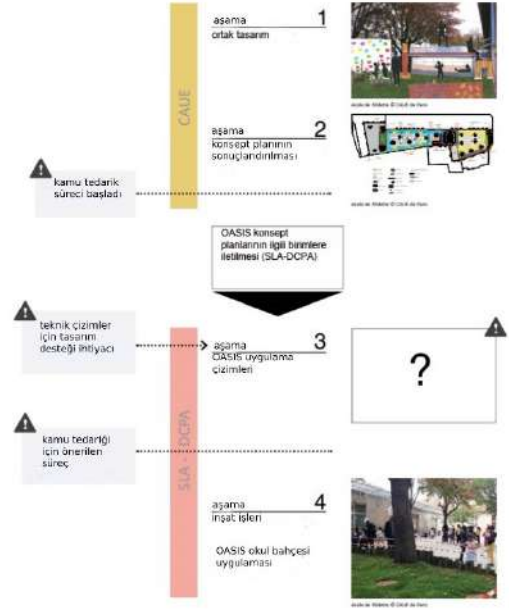 aşama 1
ortak tasarım
CAUE
aşama 2
konsept planının
sonuçlandırılması
kamu tedarik
süreci başladı
OASIS konsept
planlarının ilgili birimlere
iletilmesi (SLA-DCPA)
teknik çizimler
için tasarım
desteği ihtiyacı
aşama 3
OASIS uygulama
çizimleri
?
SLA - DCPA
kamu tedariği
için önerilen
süreç
aşama 4
inşat işleri
OASIS okul bahçesi
uygulaması